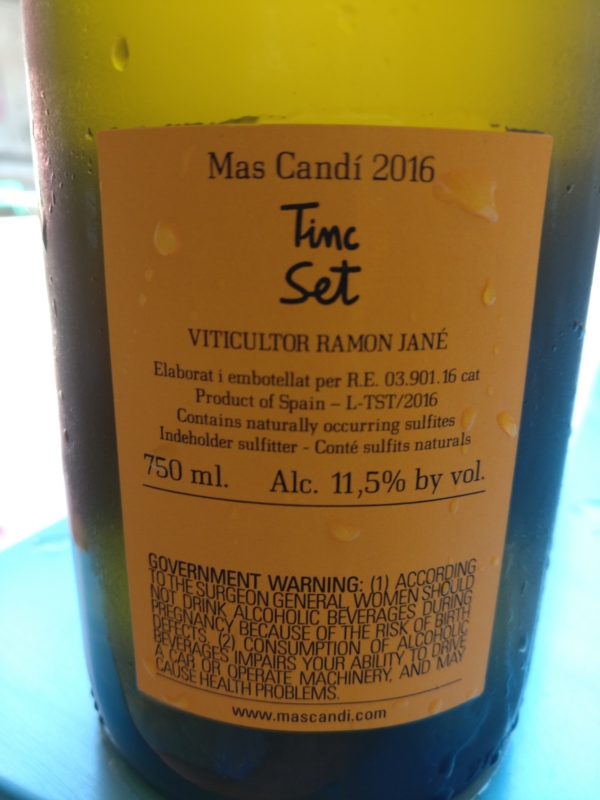 Mas Candí 2016
Tinc
Set
VITICULTOR RAMON JANÉ
Elaborat i embotellat per R.E. 03.901.16 cat
Product of Spain – L-TST/2016
Contains naturally occurring sulfites
Indeholder sulfitter - Conté sulfits naturals
750 ml. Alc. 11,5% by vol.
GOVERNMENT WARNING: (1) ACCORDING
TO THE SURGEON GENERAL, WOMEN SHOULD
NOT DRINK ALCOHOLIC BEVERAGES DURING
PREGNANCY BECAUSE OF THE RISK OF BIRTH
DEFECTS. (2) CONSUMPTION OF ALCOHOLIC
BEVERAGES IMPAIRS YOUR ABILITY TO DRIVE
A CAR OR OPERATE MACHINERY, AND MAY
CAUSE HEALTH PROBLEMS.
www.mascandi.com